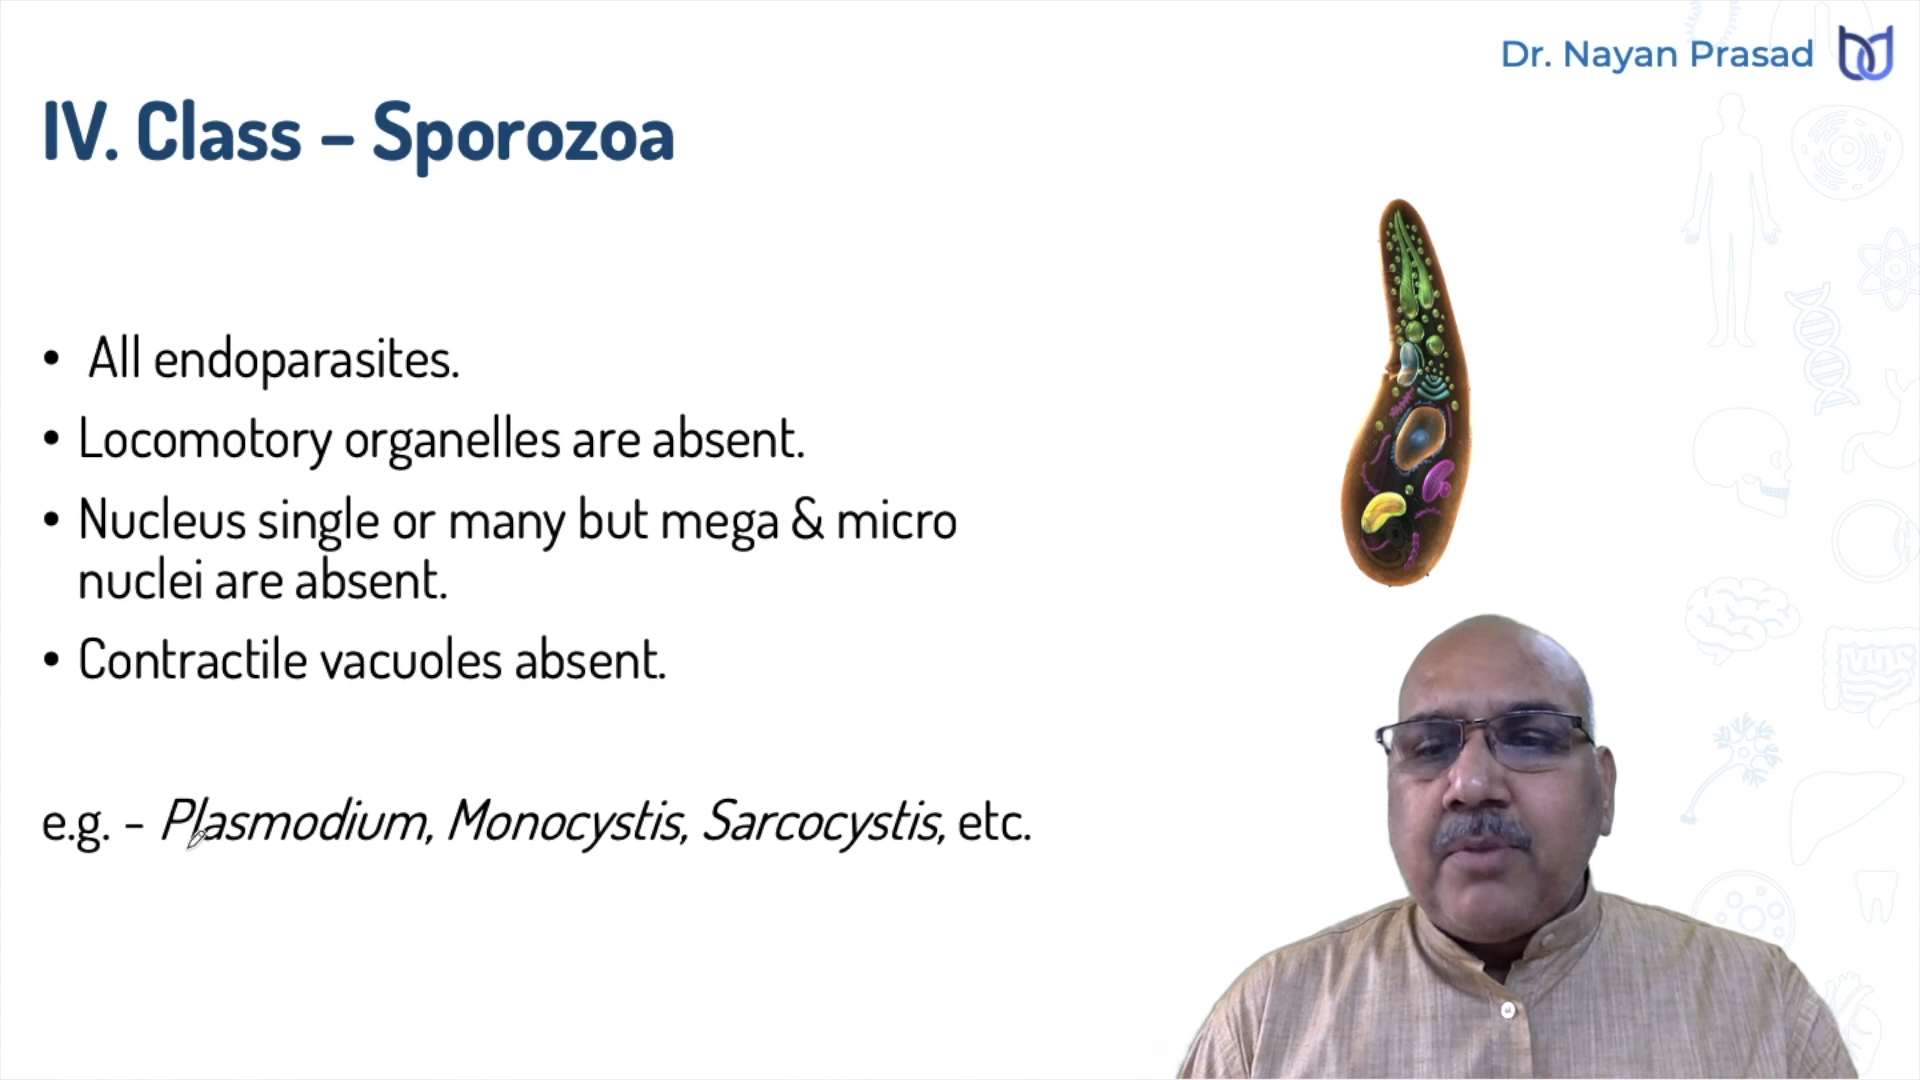 Dr. Nayan Prasad
IV. Class – Sporozoa
• All endoparasites.
• Locomotory organelles are absent.
• Nucleus single or many but mega & micro
nuclei are absent.
• Contractile vacuoles absent.
e.g. - Plasmodium, Monocystis, Sarcocystis, etc.